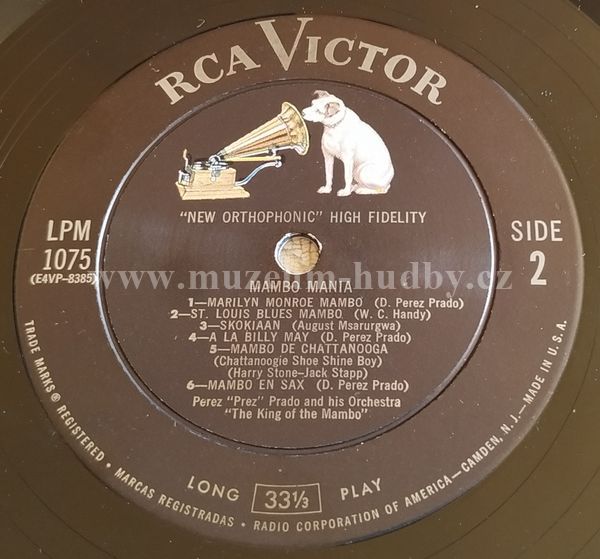 RCA VICTOR
"NEW ORTHOPHONIC" HIGH FIDELITY
LPM
1075
(E4VP-8385)
SIDE
2
www.muzeum-hudby.cz
MAMBO MANIA
1—MARILYN MONROE MAMBO (D. Perez Prado)
2—ST. LOUIS BLUES MAMBO (W. C. Handy)
3—SKOKIAAN (August Msarurgwa)
4—A LA BILLY MAY (D. Perez Prado)
5—MAMBO DE CHATTANOOGA
(Chattanoogie Shoe Shine Boy)
(Harry Stone-Jack Stapp)
6—MAMBO EN SAX (D. Perez Prado)
Perez "Prez" Prado and his Orchestra
"The King of the Mambo"
LONG 33⅓ PLAY
TRADE MARKS ® REGISTERED • MARCAS REGISTRADAS • RADIO CORPORATION OF AMERICA—CAMDEN, N. J.—MADE IN U.S.A.